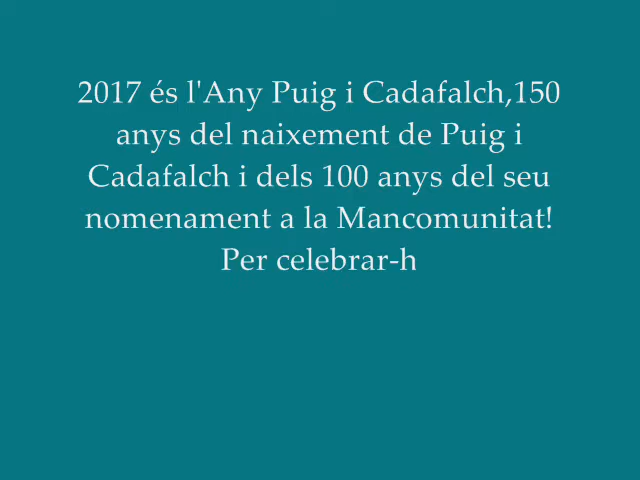 2017 és l'Any Puig i Cadafalch,150
anys del naixement de Puig i
Cadafalch i dels 100 anys del seu
nomenament a la Mancomunitat!
Per celebrar-h